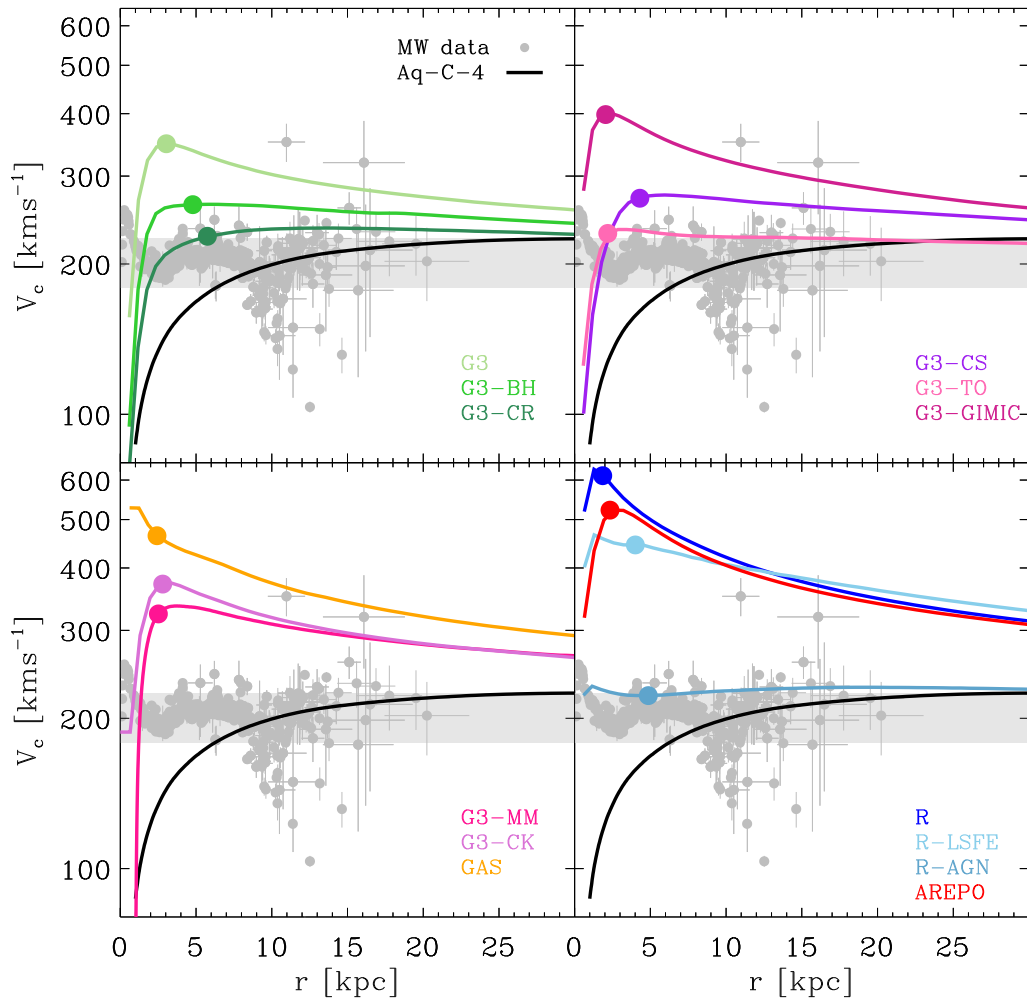 600
500
400
300
200
100
V_c [kms^-1]
MW data
Aq-C-4
G3
G3-BH
G3-CR
G3-CS
G3-TO
G3-GIMIC
600
500
400
300
200
100
V_c [kms^-1]
G3-MM
G3-CK
GAS
R
R-LSFE
R-AGN
AREPO
0 5 10 15 20 25 0 5 10 15 20 25
r [kpc] r [kpc]